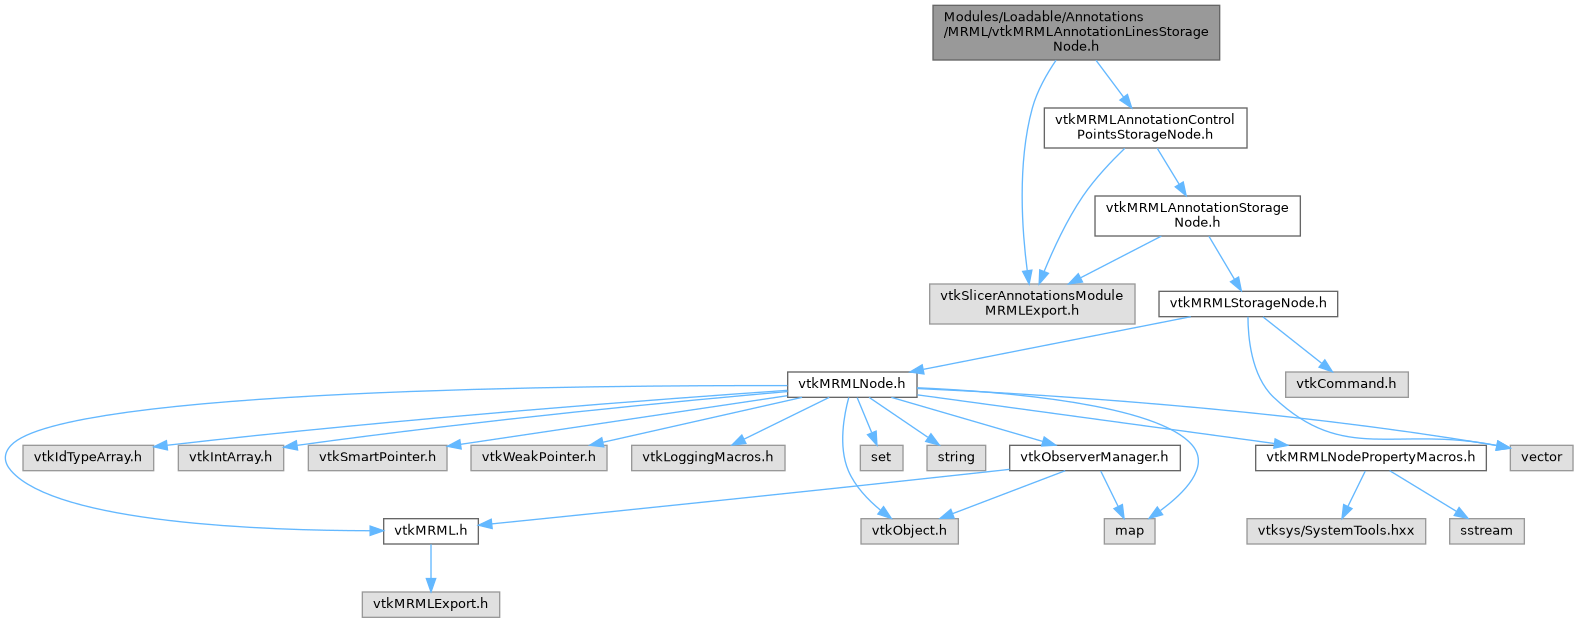 Modules/Loadable/Annotations
/MRML/vtkMRMLAnnotationLinesStorage
Node.h
vtkMRMLAnnotationControl
PointsStorageNode.h
vtkMRMLAnnotationStorage
Node.h
vtkSlicerAnnotationsModule
MRMLExport.h
vtkMRMLStorageNode.h
vtkMRMLNode.h
vtkCommand.h
vtkIdTypeArray.h
vtkIntArray.h
vtkSmartPointer.h
vtkWeakPointer.h
vtkLoggingMacros.h
set
string
vtkObserverManager.h
vtkMRMLNodePropertyMacros.h
vector
vtkMRML.h
vtkObject.h
map
vtksys/SystemTools.hxx
sstream
vtkMRMLExport.h